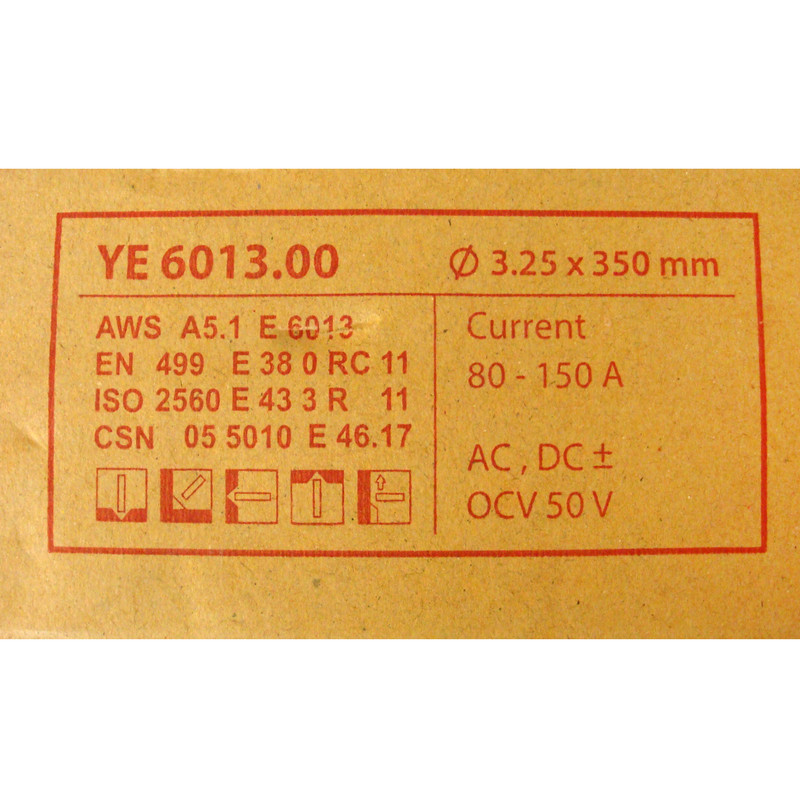 YE 6013.00
Ø 3.25 x 350 mm
AWS A5.1 E 6013
EN 499 E 38 0 RC 11
ISO 2560 E 43 3 R 11
CSN 05 5010 E 46.17
Current
80 - 150 A
AC , DC ±
OCV 50 V